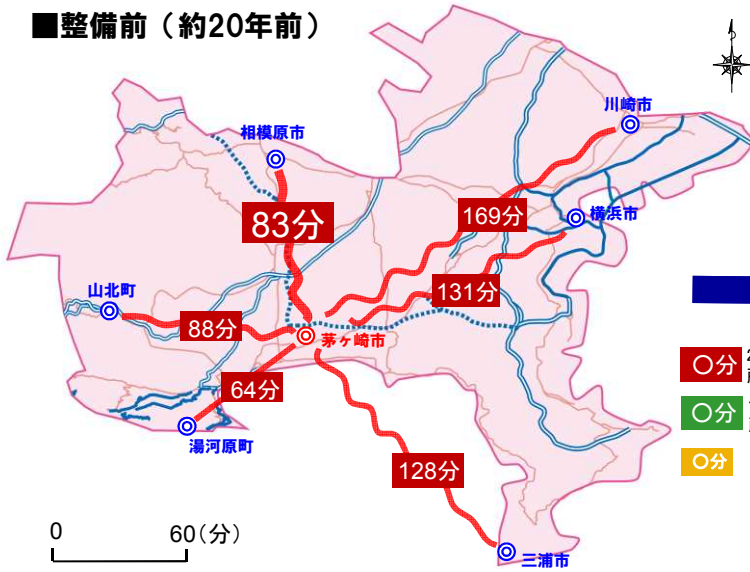 ■整備前（約20年前）
川崎市
相模原市
横浜市
83分
169分
131分
山北町
88分
茅ヶ崎市
64分
湯河原町
128分
三浦市
〇分
〇分
〇分
0
60(分)